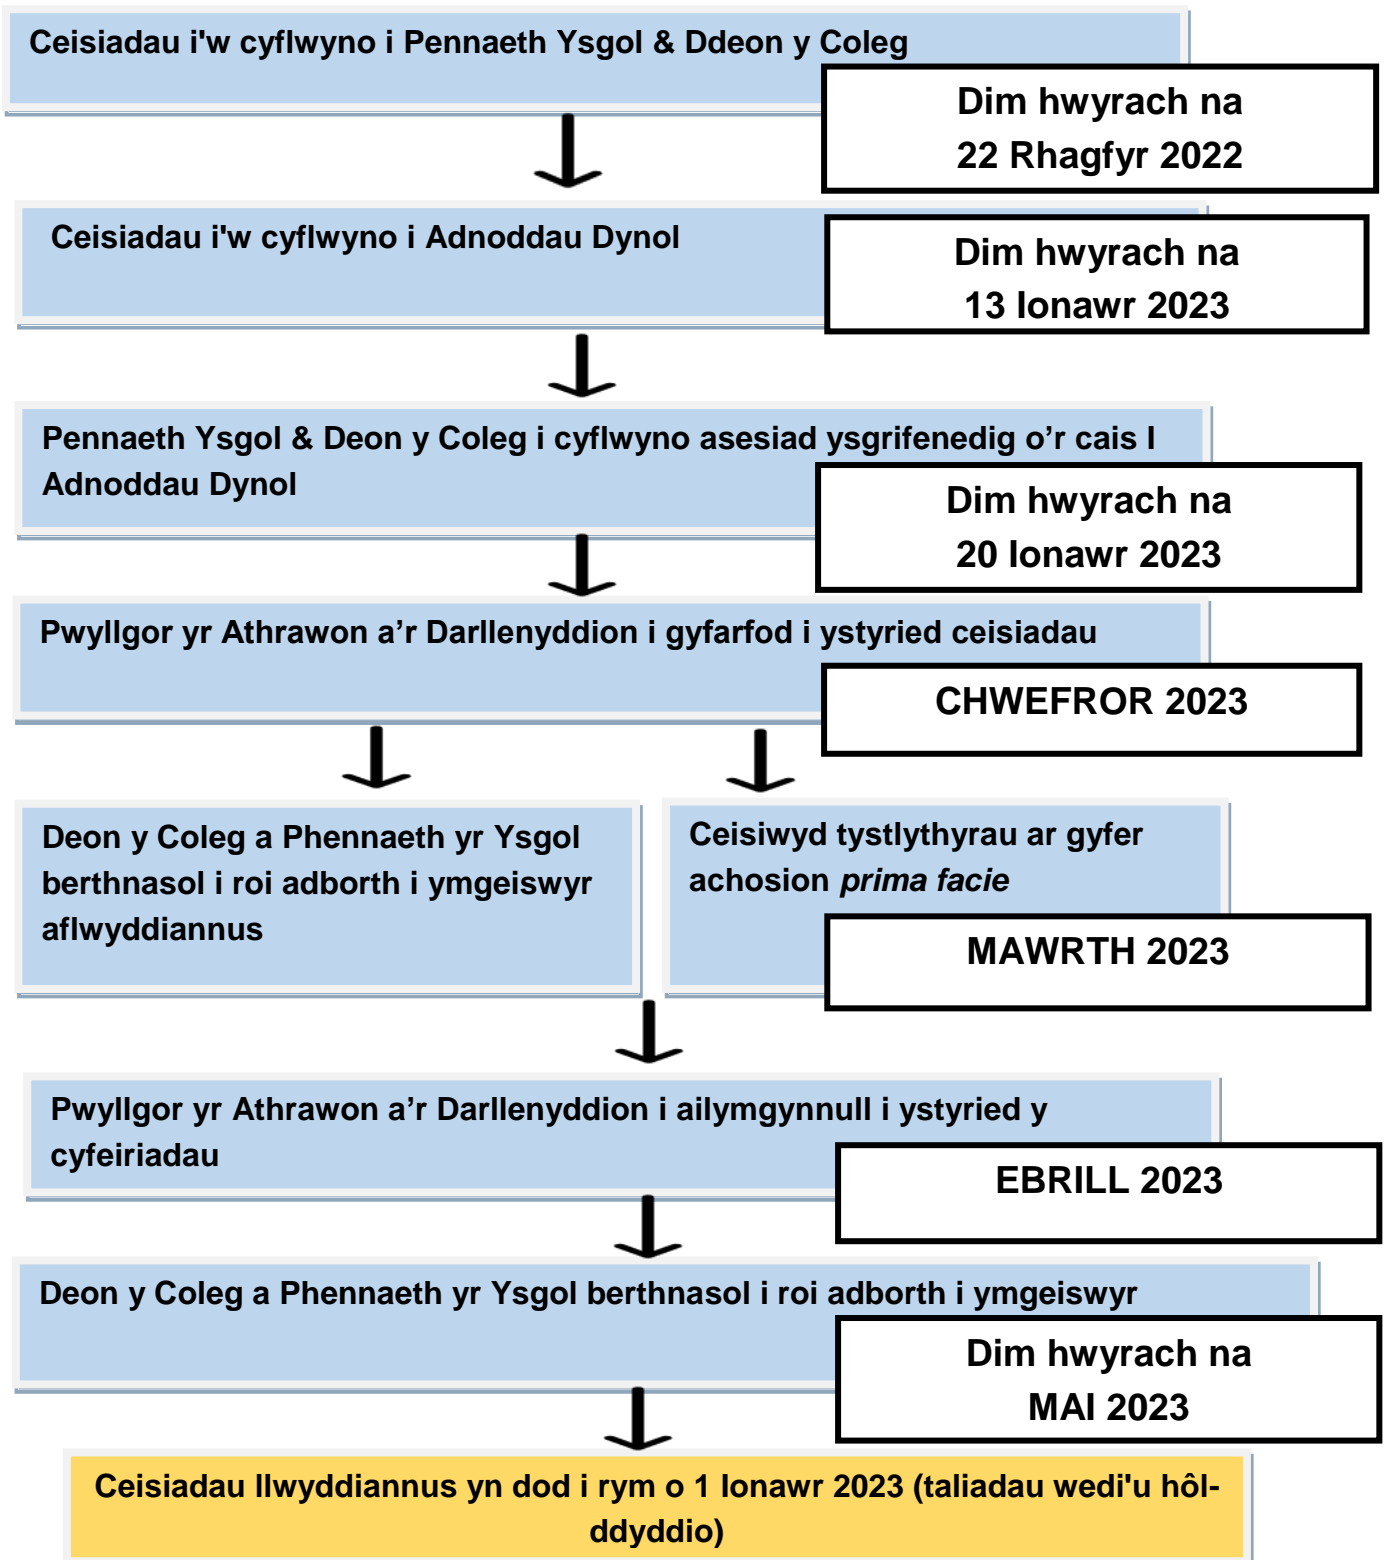 Ceisiadau i'w cyflwyno i Pennaeth Ysgol & Ddeon y Coleg
Dim hwyrach na
22 Rhagfyr 2022
Ceisiadau i'w cyflwyno i Adnoddau Dynol
Dim hwyrach na
13 Ionawr 2023
Pennaeth Ysgol & Deon y Coleg i cyflwyno asesiad ysgrifenedig o’r cais I
Adnoddau Dynol
Dim hwyrach na
20 Ionawr 2023
Pwyllgor yr Athrawon a’r Darllenyddion i gyfarfod i ystyried ceisiadau
CHWEFROR 2023
Deon y Coleg a Phennaeth yr Ysgol
berthnasol i roi adborth i ymgeiswyr
aflwyddiannus
Ceisiwyd tystlythyrau ar gyfer
achosion prima facie
MAWRTH 2023
Pwyllgor yr Athrawon a’r Darllenyddion i ailymgynnull i ystyried y
cyfeiriadau
EBRILL 2023
Deon y Coleg a Phennaeth yr Ysgol berthnasol i roi adborth i ymgeiswyr
Dim hwyrach na
MAI 2023
Ceisiadau llwyddiannus yn dod i rym o 1 Ionawr 2023 (taliadau wedi'u hôl-
ddyddio)